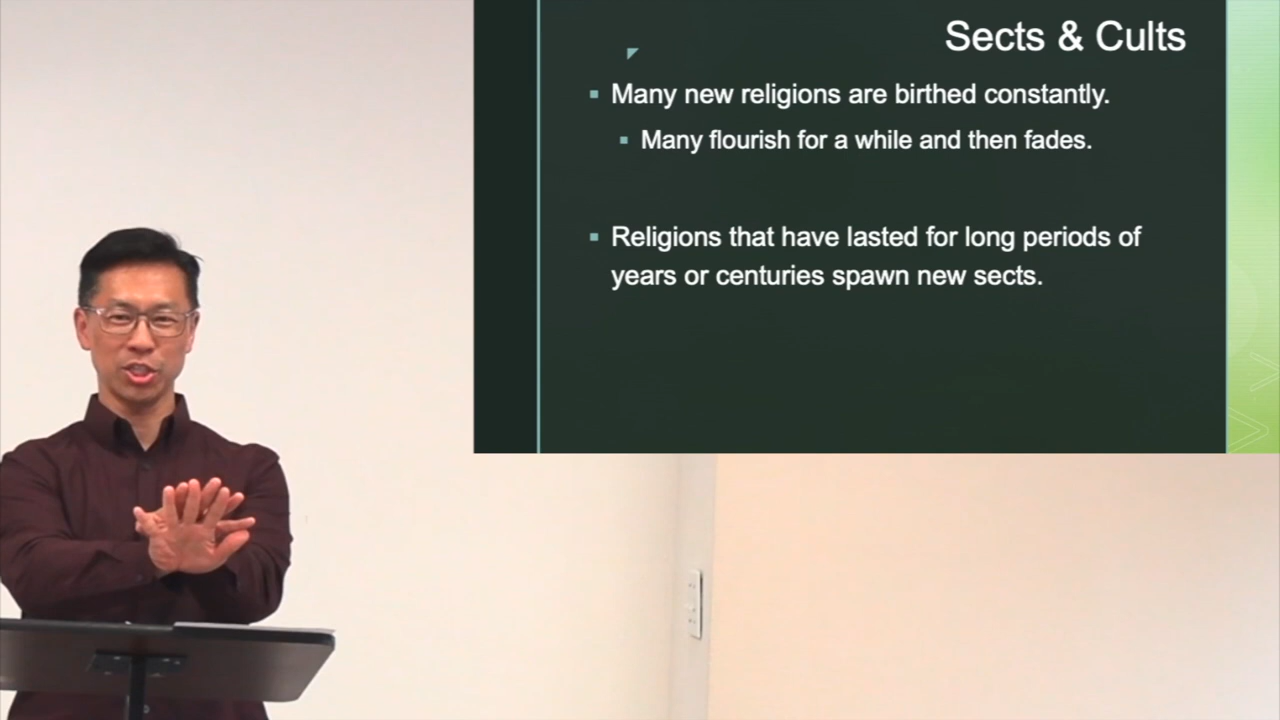 Sects & Cults
Many new religions are birthed constantly.
Many flourish for a while and then fades.
Religions that have lasted for long periods of
years or centuries spawn new sects.